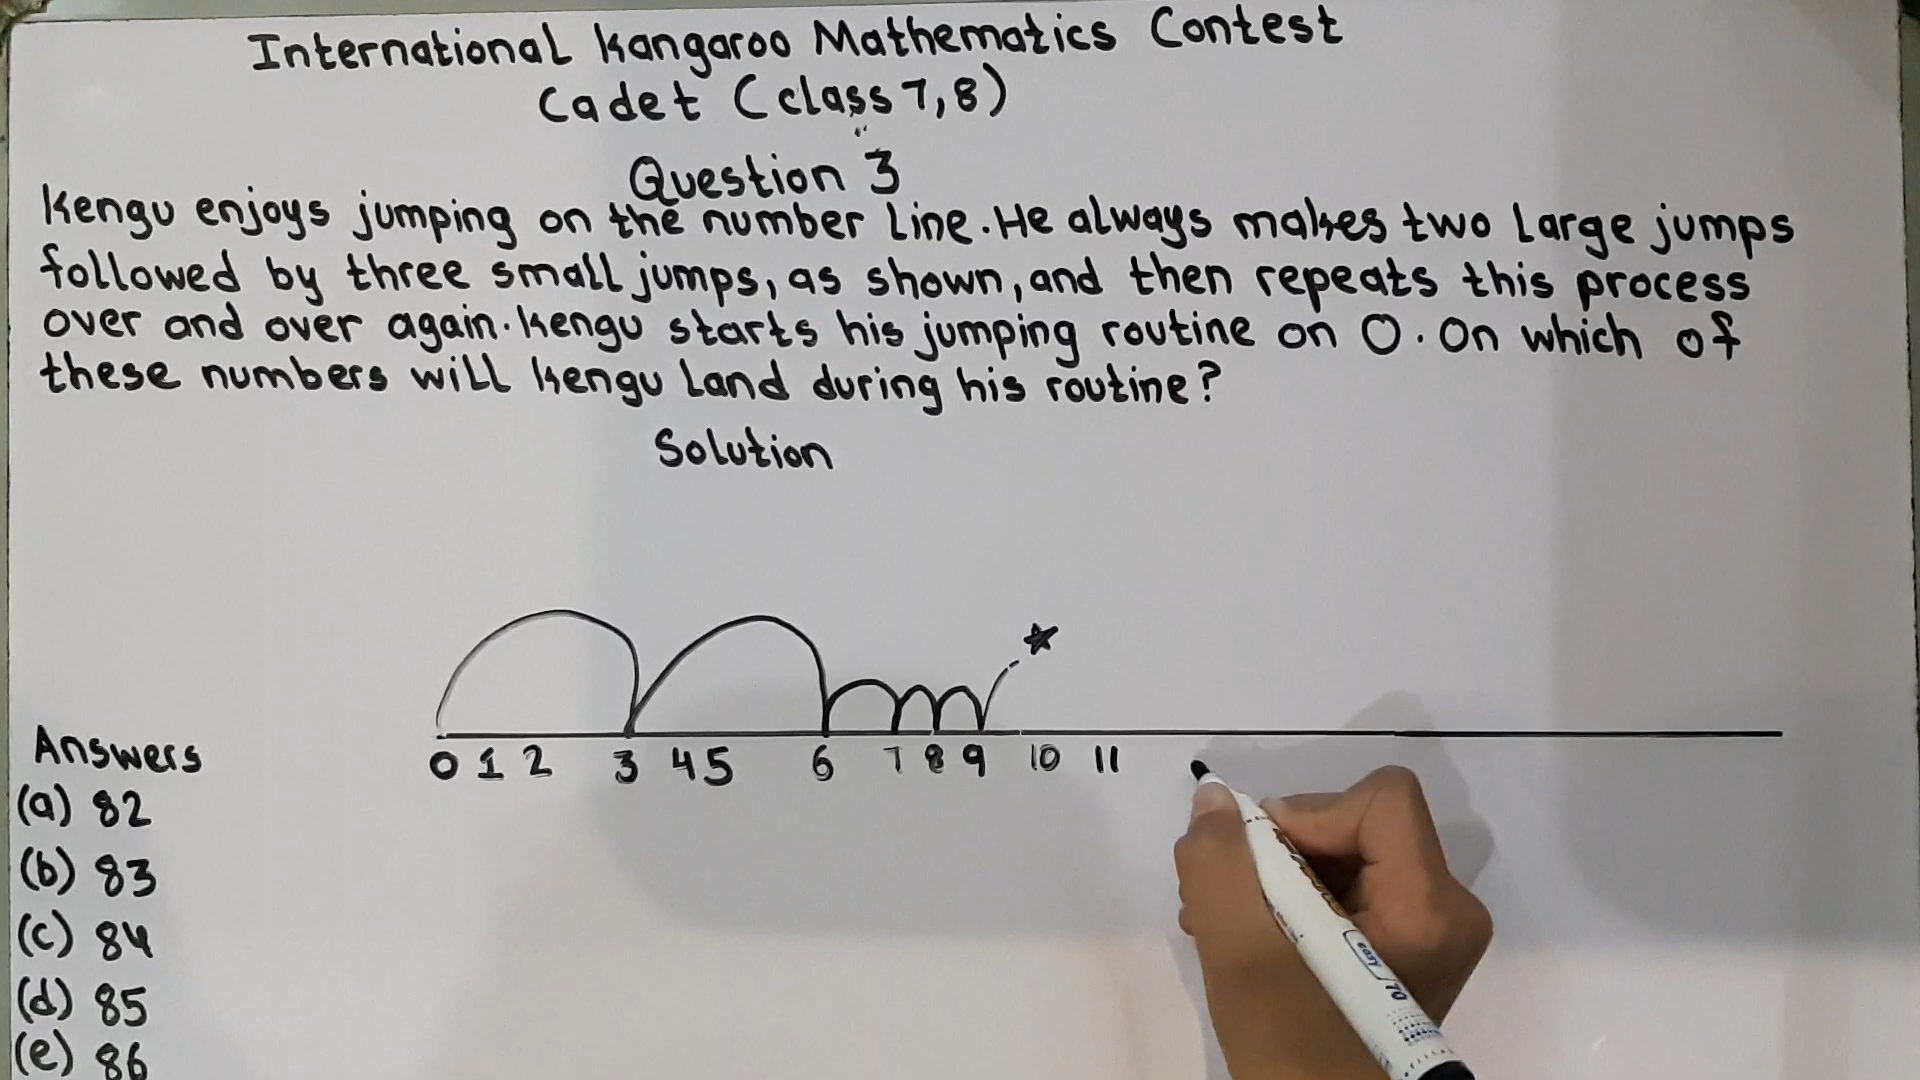 International Kangaroo Mathematics Contest
Cadet (class 7,8)
Question 3
Kengu enjoys jumping on the number line. He always makes two large jumps
followed by three small jumps, as shown, and then repeats this process
over and over again. Kengu starts his jumping routine on 0. On which of
these numbers will Kengu land during his routine?
Solution
0 1 2 3 4 5 6 7 8 9 10 11
Answers
(a) 82
(b) 83
(c) 84
(d) 85
(e) 86
easy 70